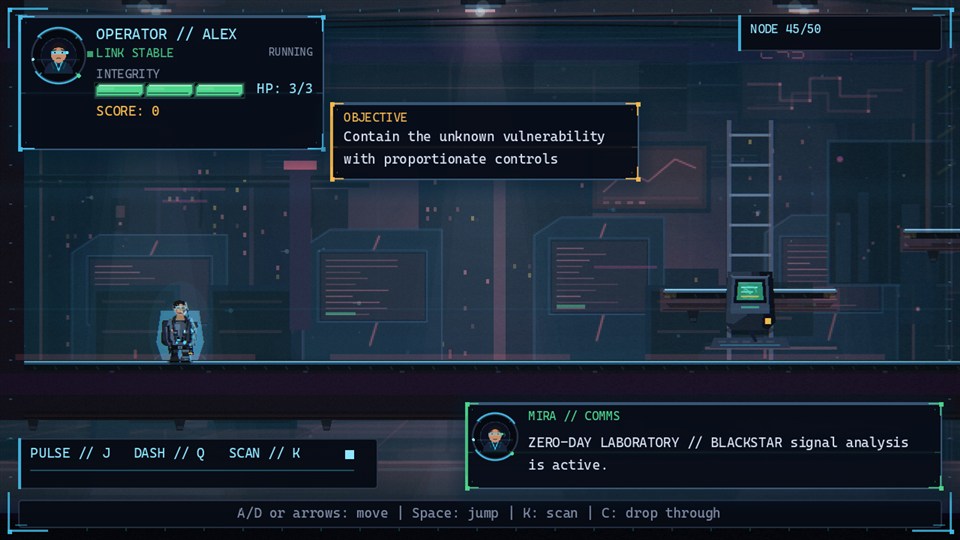 OPERATOR // ALEX
LINK STABLE
RUNNING
INTEGRITY
HP: 3/3
SCORE: 0
NODE 45/50
OBJECTIVE
Contain the unknown vulnerability
with proportionate controls
MIRA // COMMS
ZERO-DAY LABORATORY // BLACKSTAR signal analysis
is active.
PULSE // J DASH // Q SCAN // K
A/D or arrows: move | Space: jump | K: scan | C: drop through